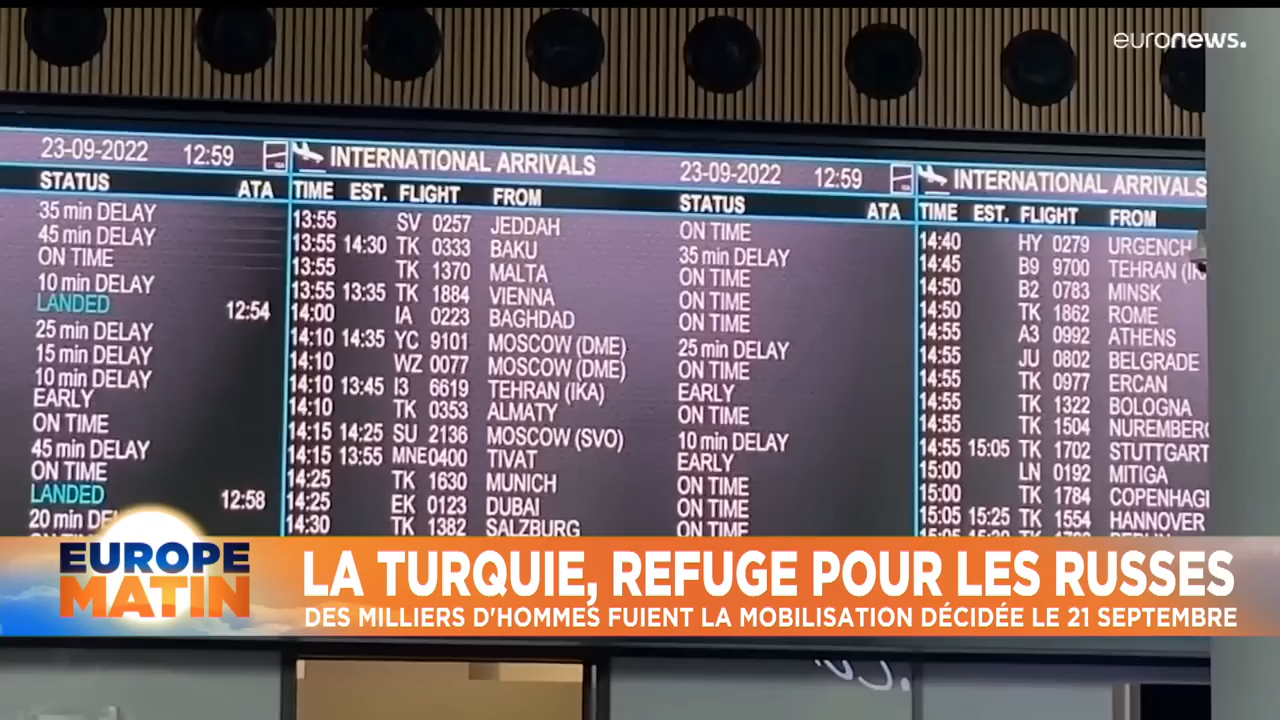 euronews.
23-09-2022 12:59
STATUS ATA
35 min DELAY
45 min DELAY
ON TIME
10 min DELAY
LANDED 12:54
25 min DELAY
15 min DELAY
10 min DELAY
EARLY
ON TIME
45 min DELAY
ON TIME
LANDED 12:58
20 min
INTERNATIONAL ARRIVALS 23-09-2022 12:59
TIME EST. FLIGHT FROM STATUS ATA
13:55 SV 0257 JEDDAH ON TIME
13:55 14:30 TK 0333 BAKU 35 min DELAY
13:55 TK 1370 MALTA ON TIME
13:55 13:35 TK 1884 VIENNA ON TIME
14:00 IA 0223 BAGHDAD ON TIME
14:10 14:35 YC 9101 MOSCOW (DME) 25 min DELAY
14:10 WZ 0077 MOSCOW (DME) ON TIME
14:10 13:45 I3 6619 TEHRAN (IKA) EARLY
14:10 TK 0353 ALMATY ON TIME
14:15 14:25 SU 2136 MOSCOW (SVO) 10 min DELAY
14:15 13:55 MNE0400 TIVAT EARLY
14:25 TK 1630 MUNICH ON TIME
14:25 EK 0123 DUBAI ON TIME
14:30 TK 1382 SALZBURG ON TIME
INTERNATIONAL ARRIVALS
TIME EST. FLIGHT FROM
14:40 HY 0279 URGENCH
14:45 B9 9700 TEHRAN (IK
14:50 B2 0783 MINSK
14:50 TK 1862 ROME
14:55 A3 0992 ATHENS
14:55 JU 0802 BELGRADE
14:55 TK 0977 ERCAN
14:55 TK 1322 BOLOGNA
14:55 TK 1504 NUREMBERG
14:55 15:05 TK 1702 STUTTGART
15:00 LN 0192 MITIGA
15:00 TK 1784 COPENHAG
15:05 15:25 TK 1554 HANNOVER
EUROPE
MATIN
LA TURQUIE, REFUGE POUR LES RUSSES
DES MILLIERS D'HOMMES FUIENT LA MOBILISATION DÉCIDÉE LE 21 SEPTEMBRE